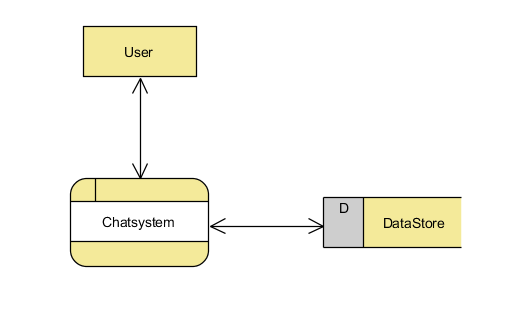 User
Chatsystem
D
DataStore